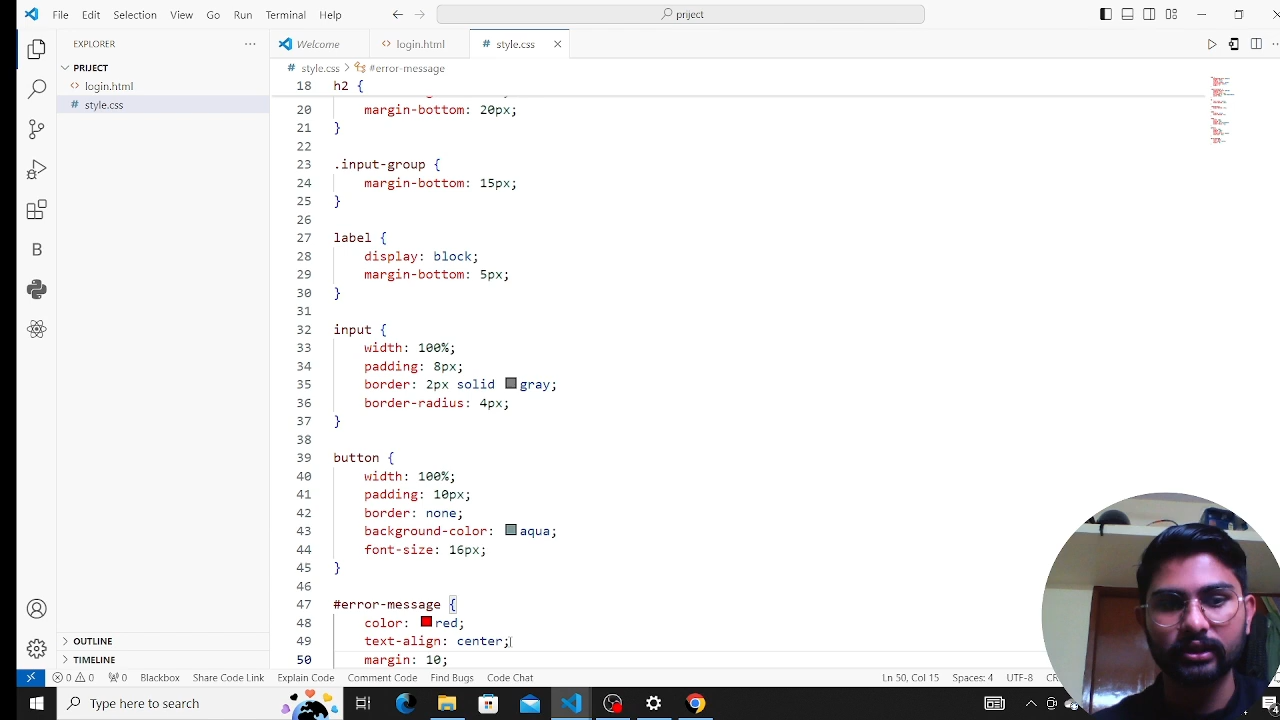 File Edit Selection View Go Run Terminal Help
priject
EXPLORER
Welcome login.html # style.css
PRIJECT
<> login.html
# style.css
# style.css > #error-message
18 h2 {
20 margin-bottom: 20px;
21 }
22
23 .input-group {
24 margin-bottom: 15px;
25 }
26
27 label {
28 display: block;
29 margin-bottom: 5px;
30 }
31
32 input {
33 width: 100%;
34 padding: 8px;
35 border: 2px solid gray;
36 border-radius: 4px;
37 }
38
39 button {
40 width: 100%;
41 padding: 10px;
42 border: none;
43 background-color: aqua;
44 font-size: 16px;
45 }
46
47 #error-message {
48 color: red;
49 text-align: center;
50 margin: 10;
OUTLINE
TIMELINE
0 0 0 Blackbox Share Code Link Explain Code Comment Code Find Bugs Code Chat Ln 50, Col 15 Spaces: 4 UTF-8
Type here to search